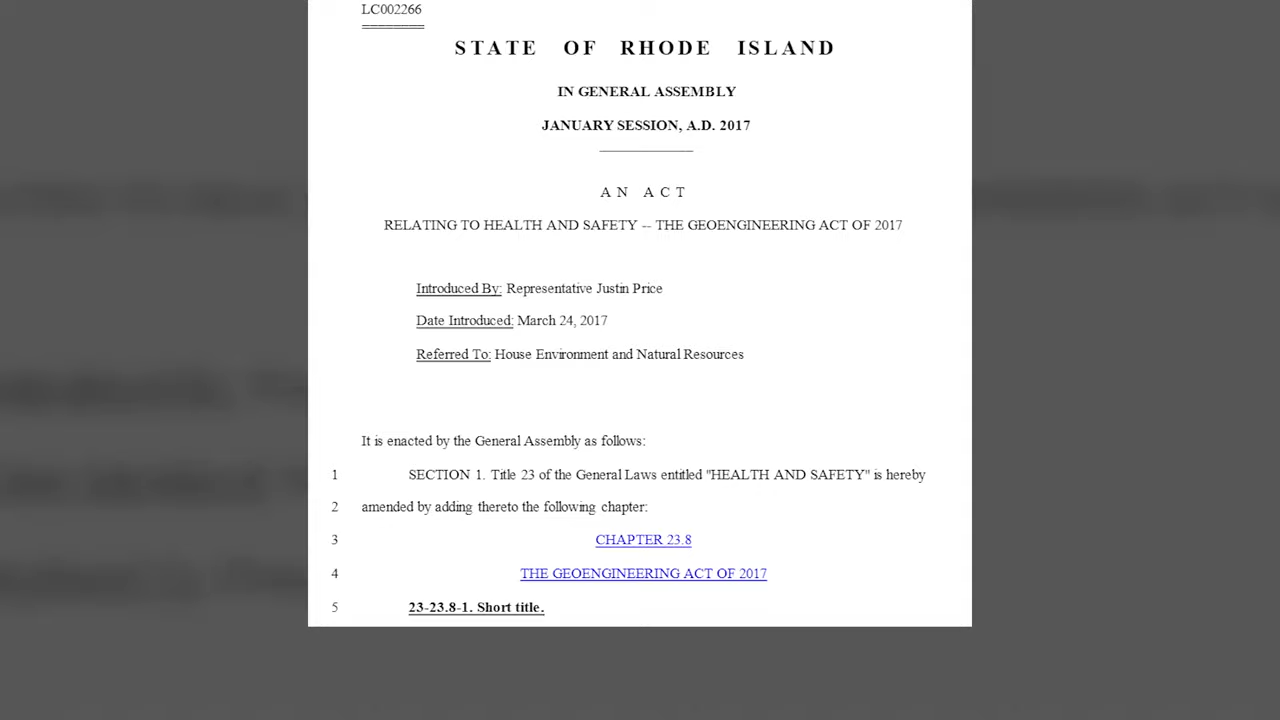 LC002266
STATE OF RHODE ISLAND
IN GENERAL ASSEMBLY
JANUARY SESSION, A.D. 2017
AN ACT
RELATING TO HEALTH AND SAFETY -- THE GEOENGINEERING ACT OF 2017
Introduced By: Representative Justin Price
Date Introduced: March 24, 2017
Referred To: House Environment and Natural Resources
It is enacted by the General Assembly as follows:
1 SECTION 1. Title 23 of the General Laws entitled "HEALTH AND SAFETY" is hereby
2 amended by adding thereto the following chapter:
3 CHAPTER 23.8
4 THE GEOENGINEERING ACT OF 2017
5 23-23.8-1. Short title.